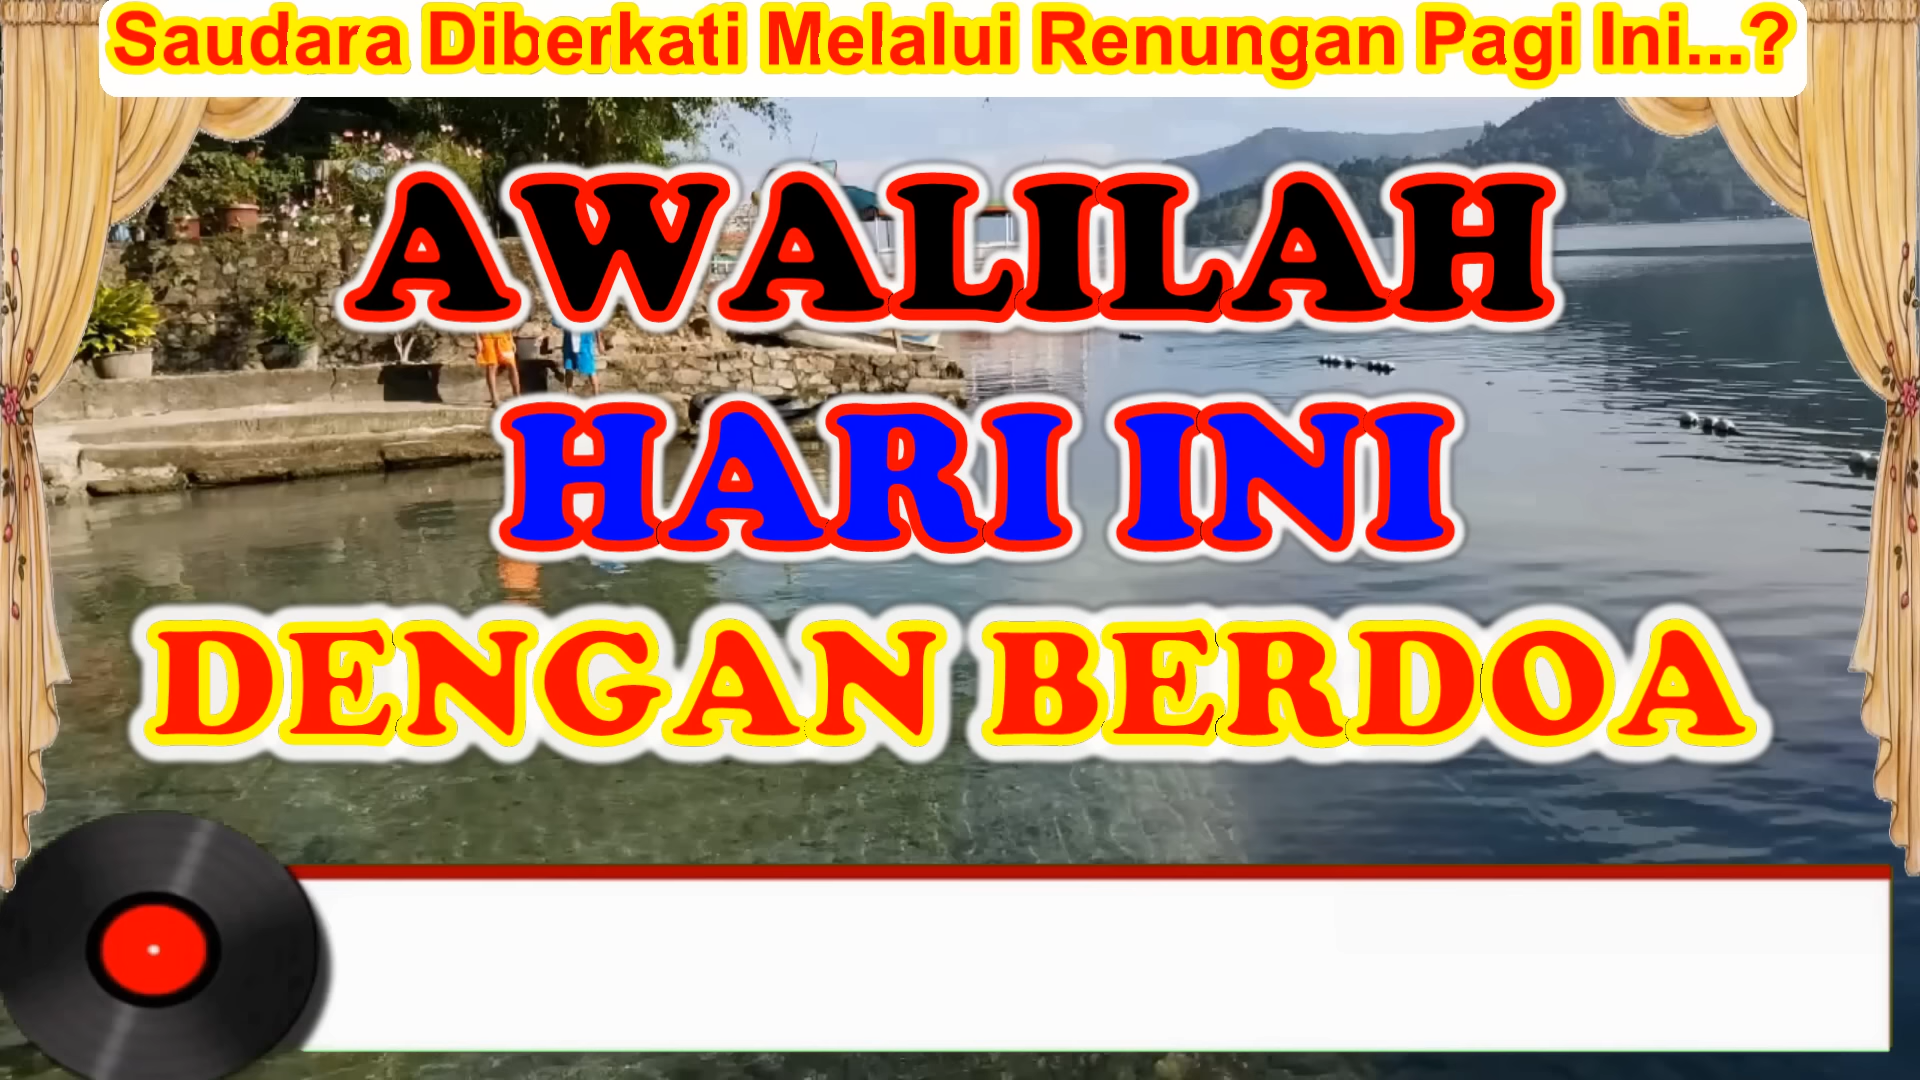 Saudara Diberkati Melalui Renungan Pagi Ini...?
AWALILAH
HARI INI
DENGAN BERDOA